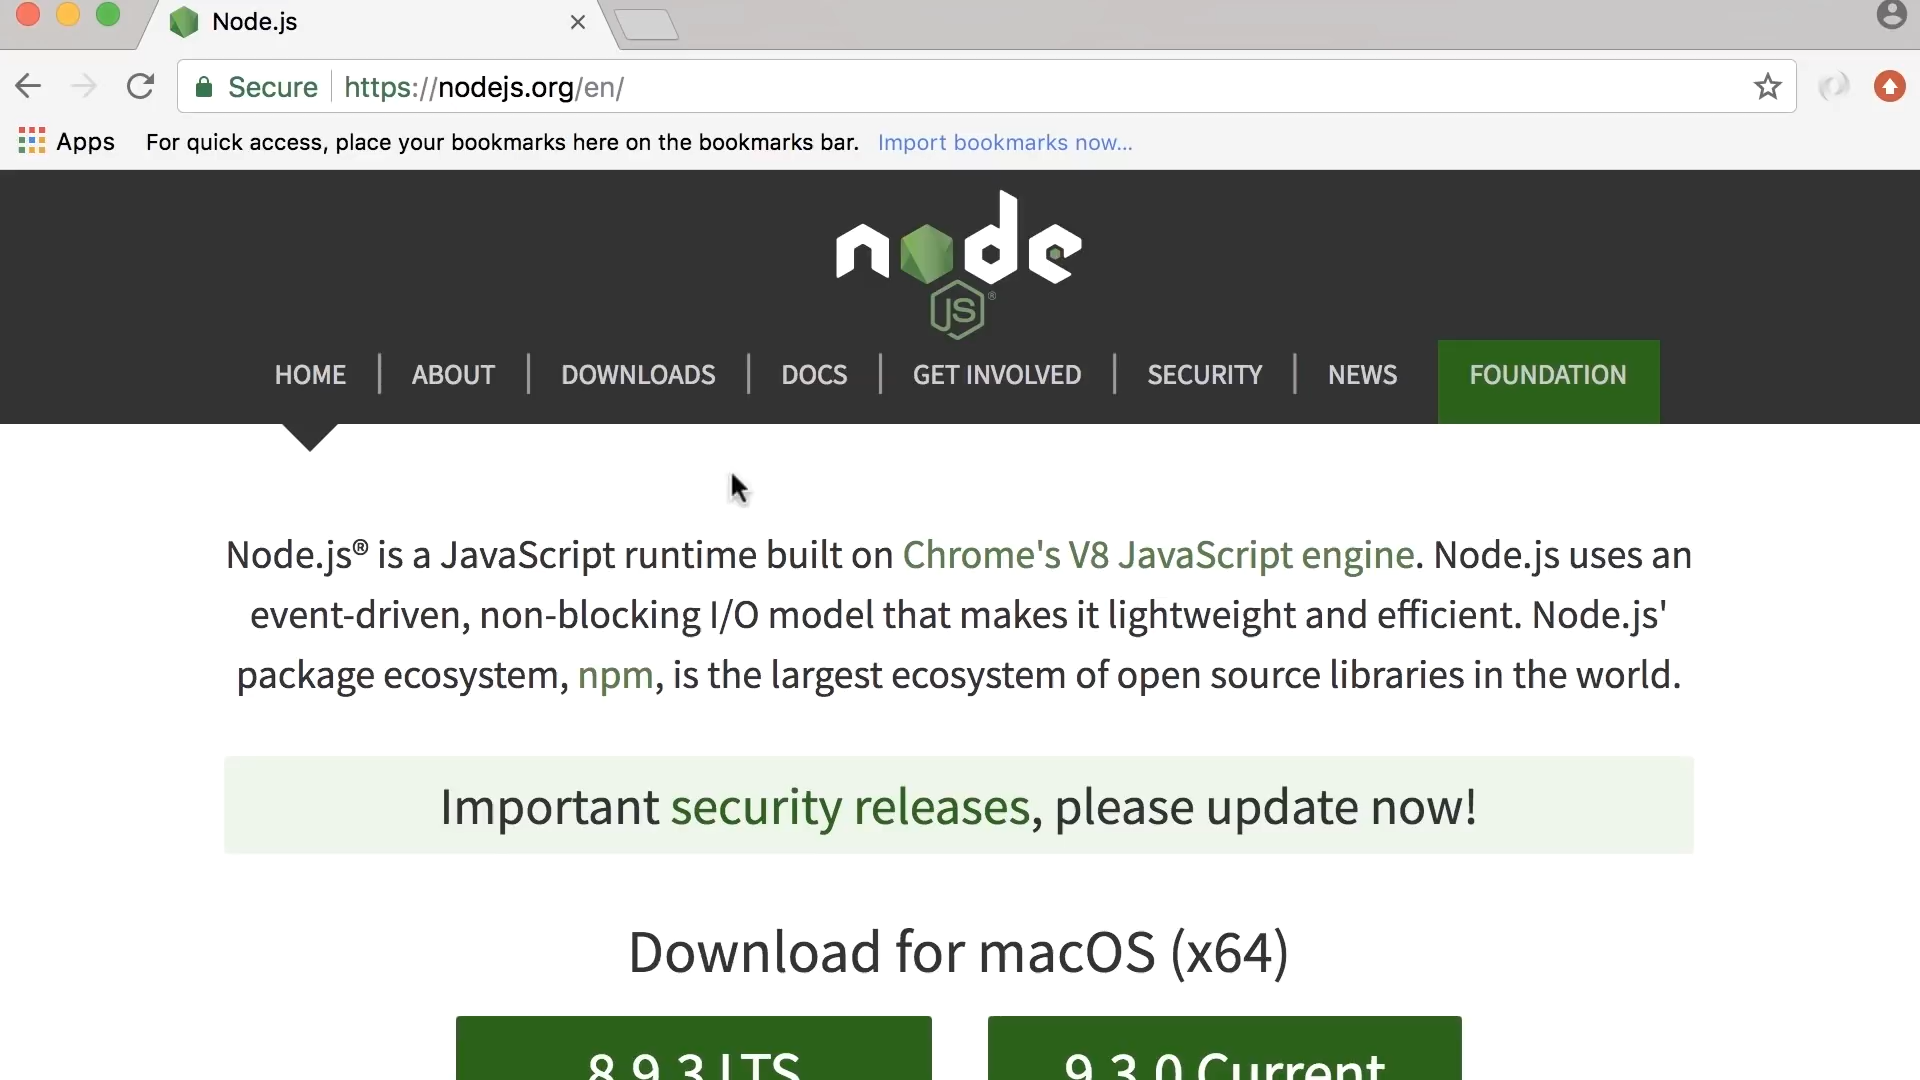 Node.js
Secure https://nodejs.org/en/
Apps For quick access, place your bookmarks here on the bookmarks bar. Import bookmarks now...
node
JS®
HOME ABOUT DOWNLOADS DOCS GET INVOLVED SECURITY NEWS FOUNDATION
Node.js® is a JavaScript runtime built on Chrome's V8 JavaScript engine. Node.js uses an
event-driven, non-blocking I/O model that makes it lightweight and efficient. Node.js'
package ecosystem, npm, is the largest ecosystem of open source libraries in the world.
Important security releases, please update now!
Download for macOS (x64)
8.9.3 LTS 9.3.0 Current